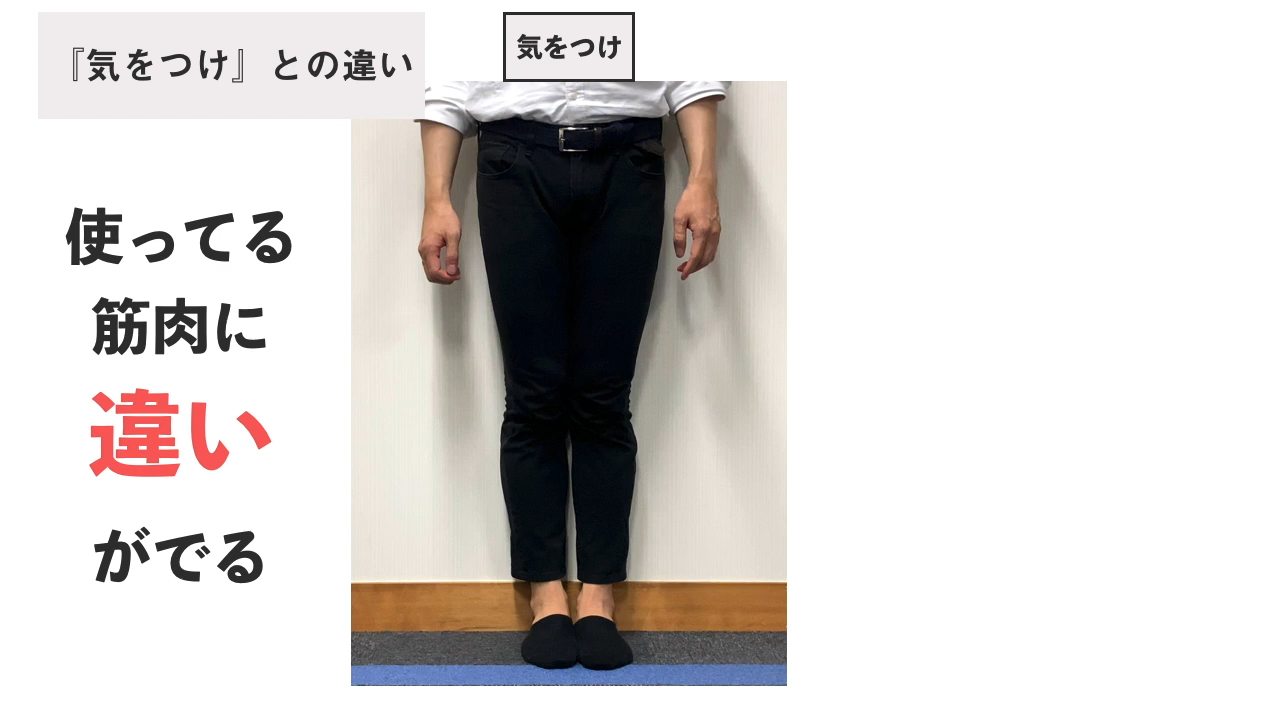 『気をつけ』との違い
気をつけ
使ってる
筋肉に
違い
がでる